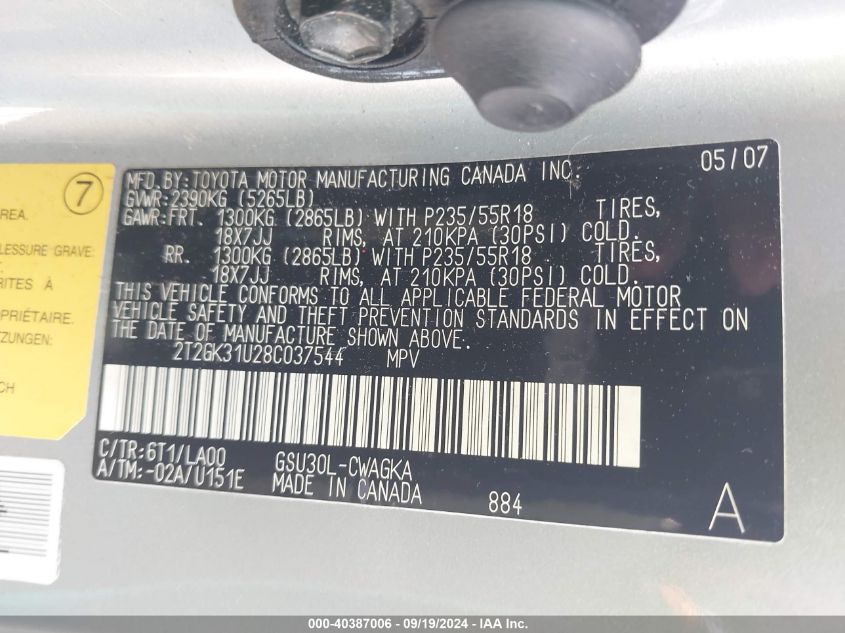 7
REA.
LESSURE GRAVE
RITES À
OPRIÉTAIRE.
TZUNGEN:
CH
MFD. BY: TOYOTA MOTOR MANUFACTURING CANADA INC. 05/07
GVWR: 2390KG (5265LB)
GAWR: FRT. 1300KG (2865LB) WITH P235/55R18 TIRES,
18X7JJ RIMS, AT 210KPA (30PSI) COLD.
RR. 1300KG (2865LB) WITH P235/55R18 TIRES,
18X7JJ RIMS, AT 210KPA (30PSI) COLD.
THIS VEHICLE CONFORMS TO ALL APPLICABLE FEDERAL MOTOR
VEHICLE SAFETY AND THEFT PREVENTION STANDARDS IN EFFECT ON
THE DATE OF MANUFACTURE SHOWN ABOVE.
2T2GK31U28C037544 MPV
C/TR: 6T1/LA00 GSU30L-CWAGKA
A/TM: -02A/U151E MADE IN CANADA 884 A
000-40387006 - 09/19/2024 - IAA Inc.